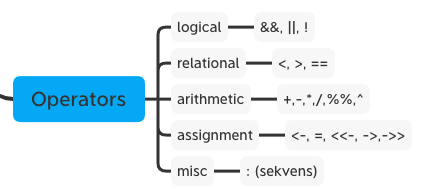 Operators
logical
&&, ||, !
relational
<, >, ==
arithmetic
+,-,*,/,%%,^
assignment
<-, =, <<-, ->,->>
misc
: (sekvens)